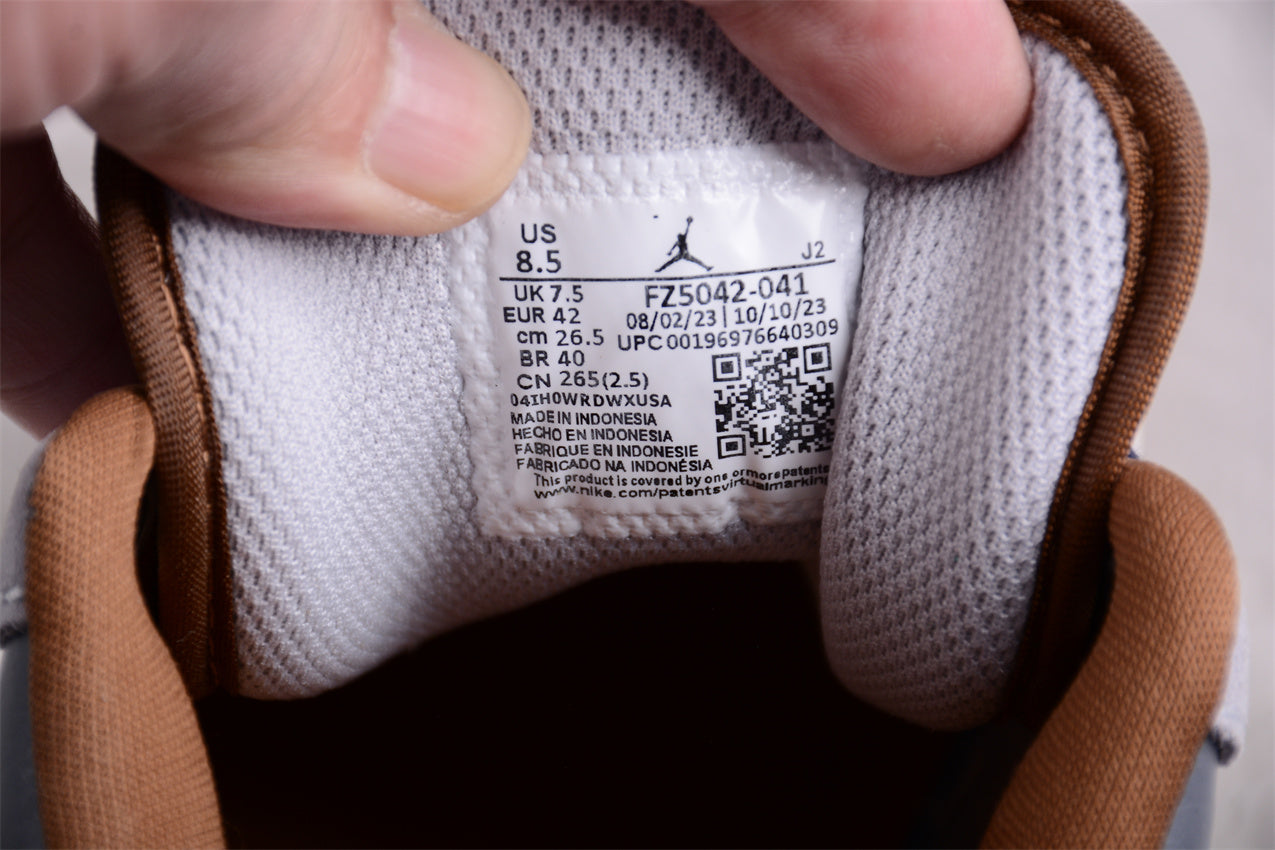 US
8.5
J2
UK 7.5
FZ5042-041
EUR 42
08/02/23 | 10/10/23
cm 26.5
UPC 00196976640309
BR 40
CN 265(2.5)
04IH0WRDWXUSA
MADE IN INDONESIA
HECHO EN INDONESIA
FABRIQUE EN INDONESIE
FABRICADO NA INDONÉSIA
This product is covered by one or more patents
www.nike.com/patentsvirtualmarking